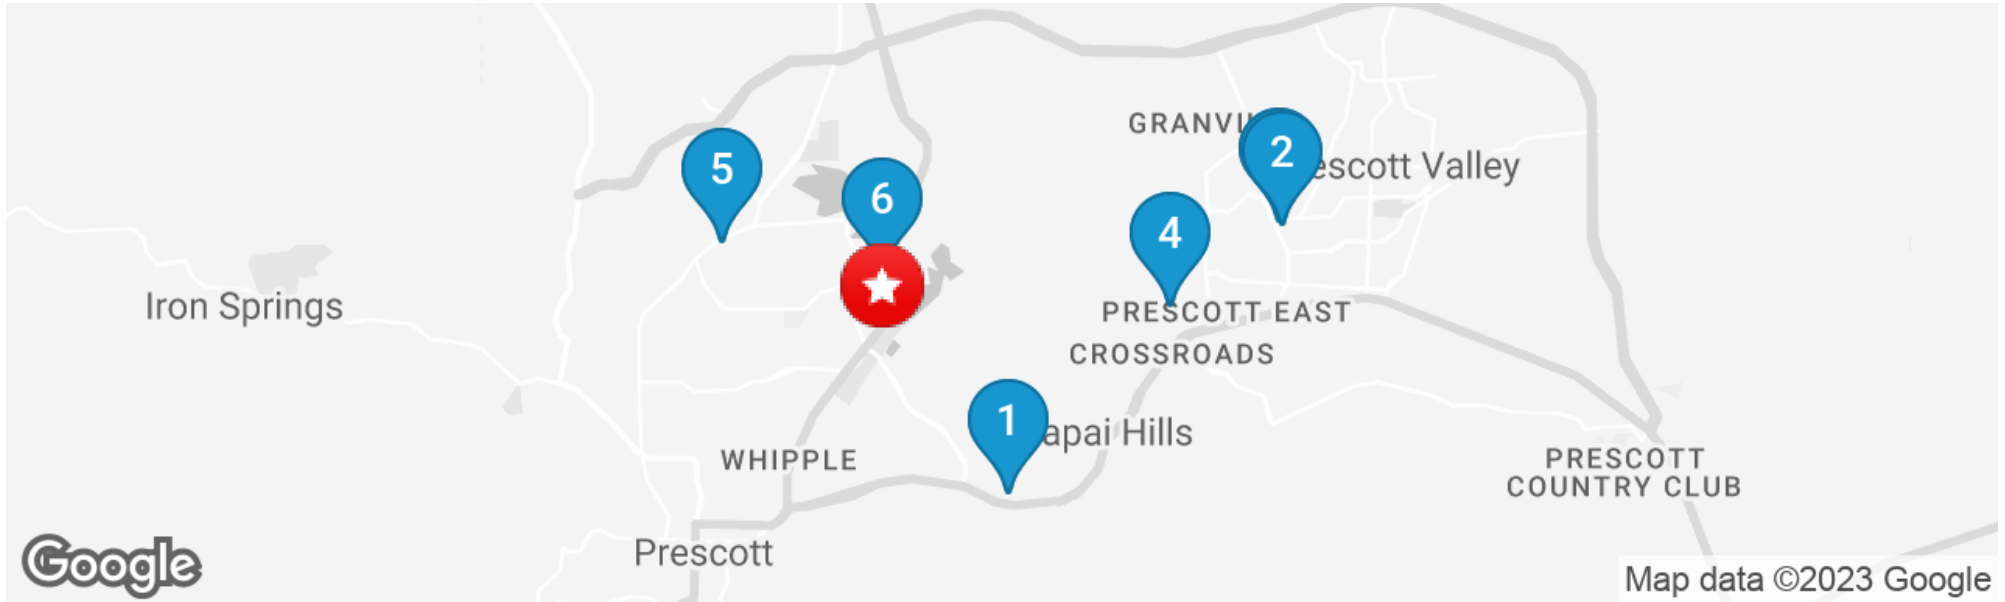 GRANVI
2
escott Valley
5
6
4
Iron Springs
PRESCOTT EAST
CROSSROADS
1
apai Hills
WHIPPLE
PRESCOTT
COUNTRY CLUB
Prescott
Google
Map data ©2023 Google